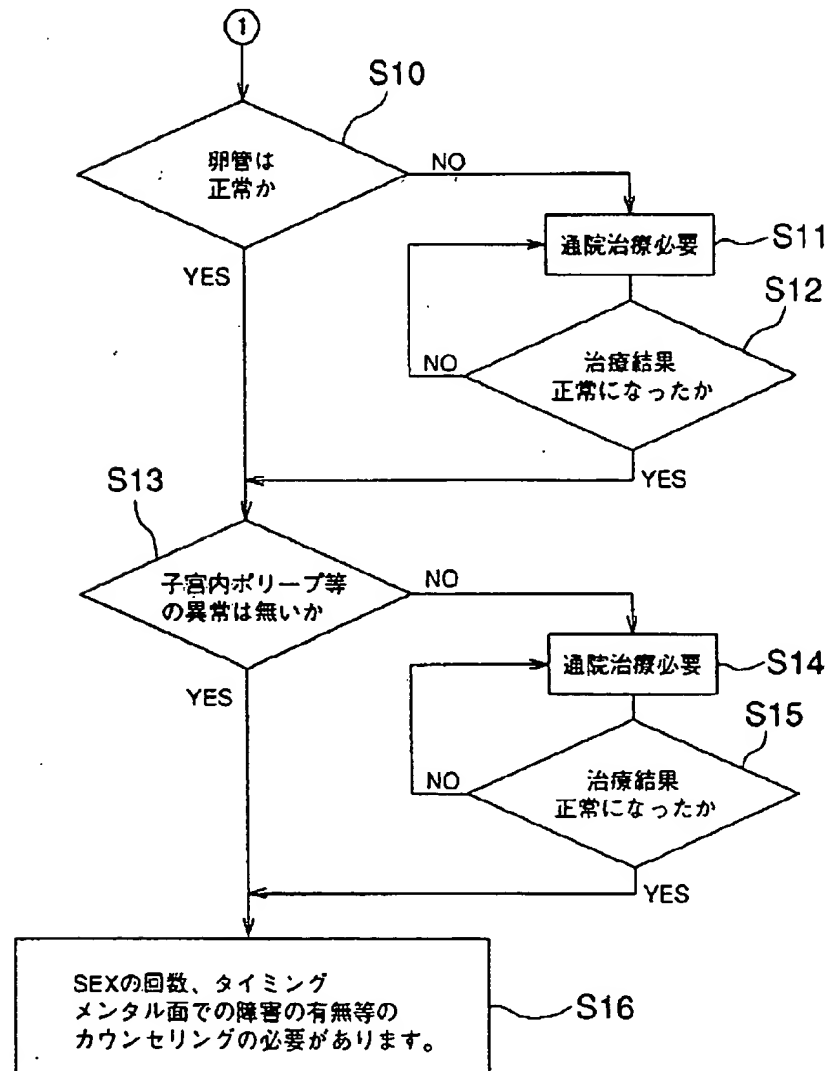 ①
S10
卵管は
正常か
NO
YES
通院治療必要
S11
S12
治療結果
正常になったか
NO
YES
S13
子宮内ポリープ等
の異常は無いか
NO
YES
通院治療必要
S14
S15
治療結果
正常になったか
NO
YES
SEXの回数、タイミング
メンタル面での障害の有無等の
カウンセリングの必要があります。
S16